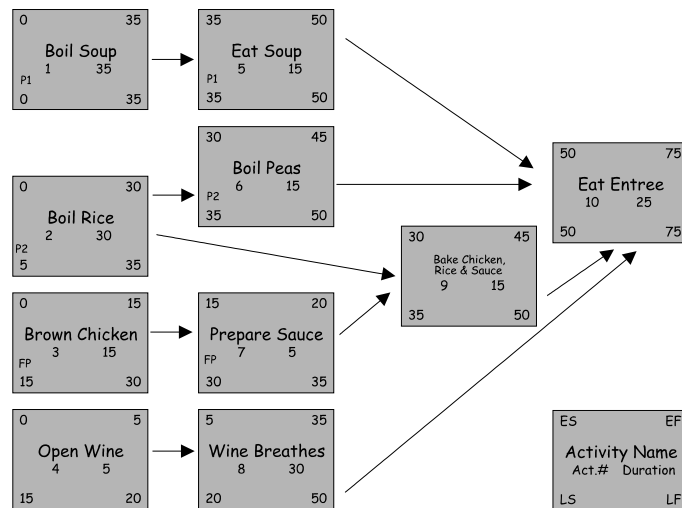 0 35
Boil Soup
1 35
P1
0 35
35 50
Eat Soup
5 15
P1
35 50
30 45
Boil Peas
6 15
P2
35 50
0 30
Boil Rice
2 30
P2
5 35
50 75
Eat Entree
10 25
50 75
30 45
Bake Chicken,
Rice & Sauce
9 15
35 50
0 15
Brown Chicken
3 15
FP
15 30
15 20
Prepare Sauce
7 5
FP
30 35
0 5
Open Wine
4 5
15 20
5 35
Wine Breathes
8 30
20 50
ES EF
Activity Name
Act.# Duration
LS LF